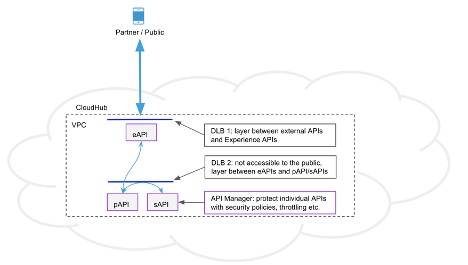 Partner / Public
CloudHub
VPC
eAPI
DLB 1: layer between external APIs
and Experience APIs
DLB 2: not accessible to the public,
layer between eAPIs and pAPI/sAPIs
pAPI
sAPI
API Manager: protect individual APIs
with security policies, throttling etc.